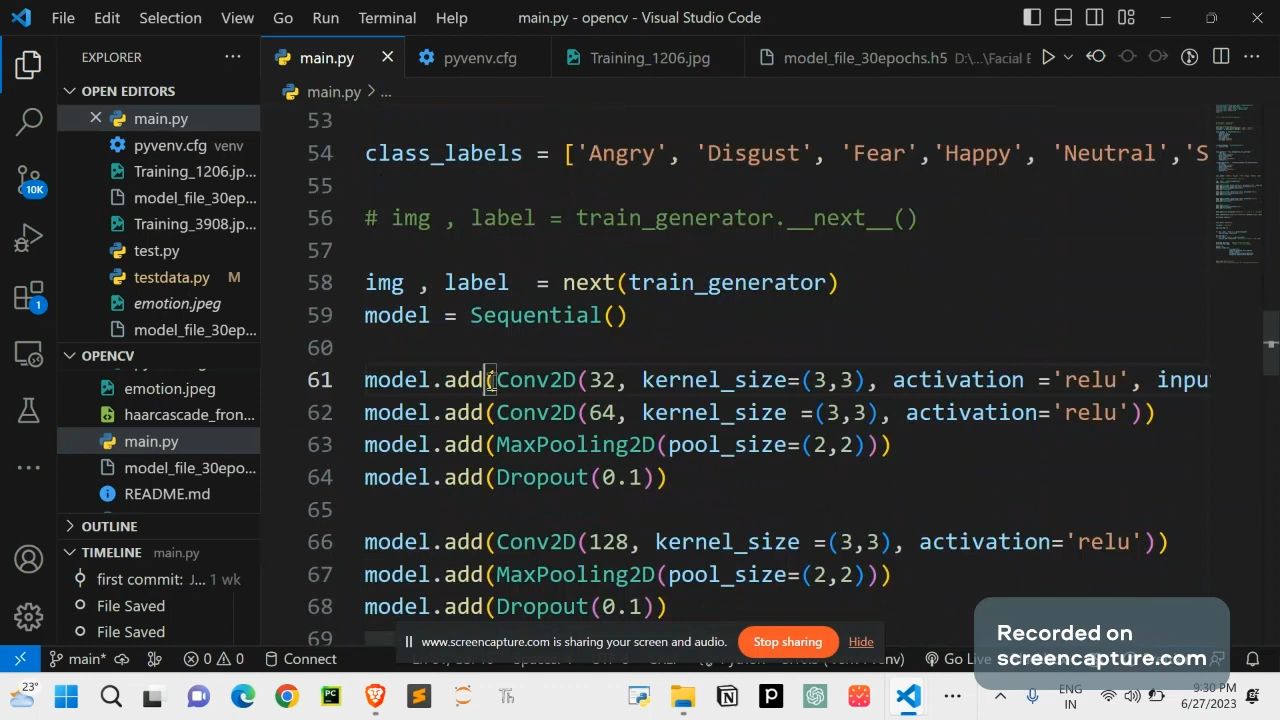 File Edit Selection View Go Run Terminal Help main.py - opencv - Visual Studio Code
EXPLORER
main.py
pyvenv.cfg
Training_1206.jpg
model_file_30epochs.h5 D:\...\Facial E
OPEN EDITORS
main.py > ...
main.py
pyvenv.cfg venv
Training_1206.jp...
model_file_30ep...
Training_3908.jp...
test.py
testdata.py M
emotion.jpeg
model_file_30ep...
OPENCV
emotion.jpeg
haarcascade_fron...
main.py
model_file_30epo...
README.md
OUTLINE
TIMELINE main.py
first commit: J... 1 wk
File Saved
File Saved
10K
1
53
54 class_labels = ['Angry', 'Disgust', 'Fear','Happy', 'Neutral','S
55
56 # img , label = train_generator.__next__()
57
58 img , label  = next(train_generator)
59 model = Sequential()
60
61 model.add(Conv2D(32, kernel_size=(3,3), activation ='relu', inpu
62 model.add(Conv2D(64, kernel_size =(3,3), activation='relu'))
63 model.add(MaxPooling2D(pool_size=(2,2)))
64 model.add(Dropout(0.1))
65
66 model.add(Conv2D(128, kernel_size =(3,3), activation='relu'))
67 model.add(MaxPooling2D(pool_size=(2,2)))
68 model.add(Dropout(0.1))
69
www.screencapture.com is sharing your screen and audio. Stop sharing Hide
Recorded on
screencapture.com
main* 0 0 Connect Go Live
23°
ENG
IN
9:30 PM
6/27/2023